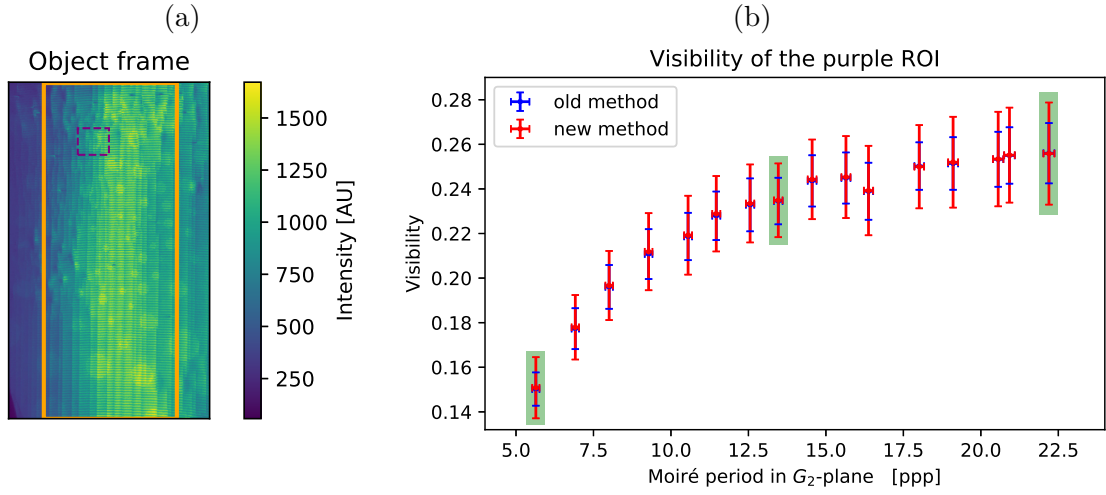 (a)
Object frame
1500
1250
1000
750
500
250
Intensity [AU]
(b)
Visibility of the purple ROI
old method
new method
0.28
0.26
0.24
0.22
0.20
0.18
0.16
0.14
Visibility
5.0 7.5 10.0 12.5 15.0 17.5 20.0 22.5
Moiré period in G₂-plane [ppp]